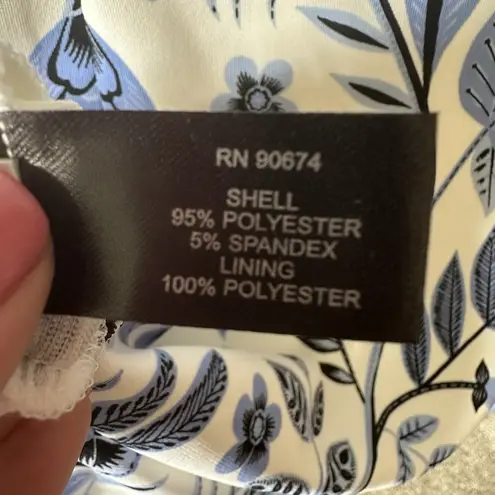 RN 90674
SHELL
95% POLYESTER
5% SPANDEX
LINING
100% POLYESTER